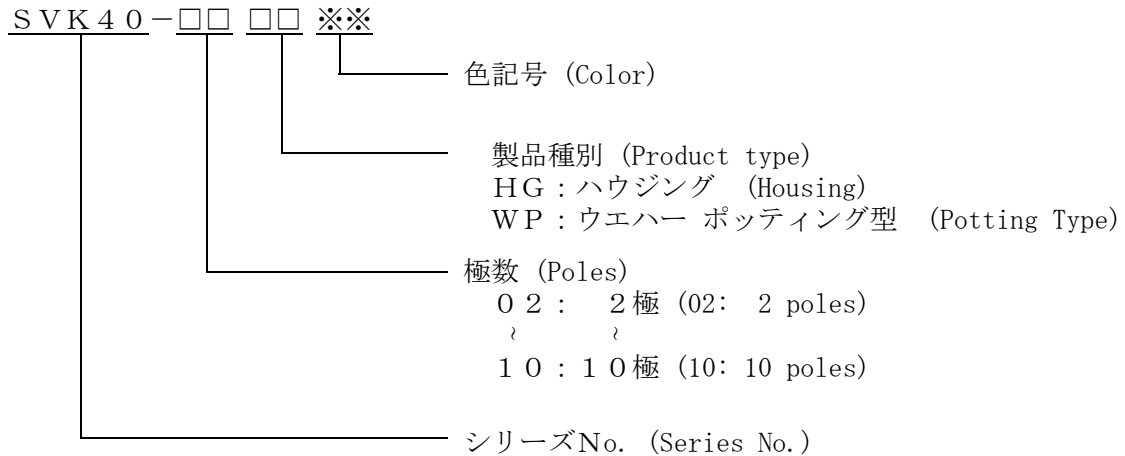 ＳＶＫ４０－□□ □□ ※※
色記号 (Color)
製品種別 (Product type)
ＨＧ：ハウジング (Housing)
ＷＰ：ウエハー ポッティング型 (Potting Type)
極数 (Poles)
０２： ２極 (02: 2 poles)
～ ～
１０：１０極 (10: 10 poles)
シリーズNo. (Series No.)